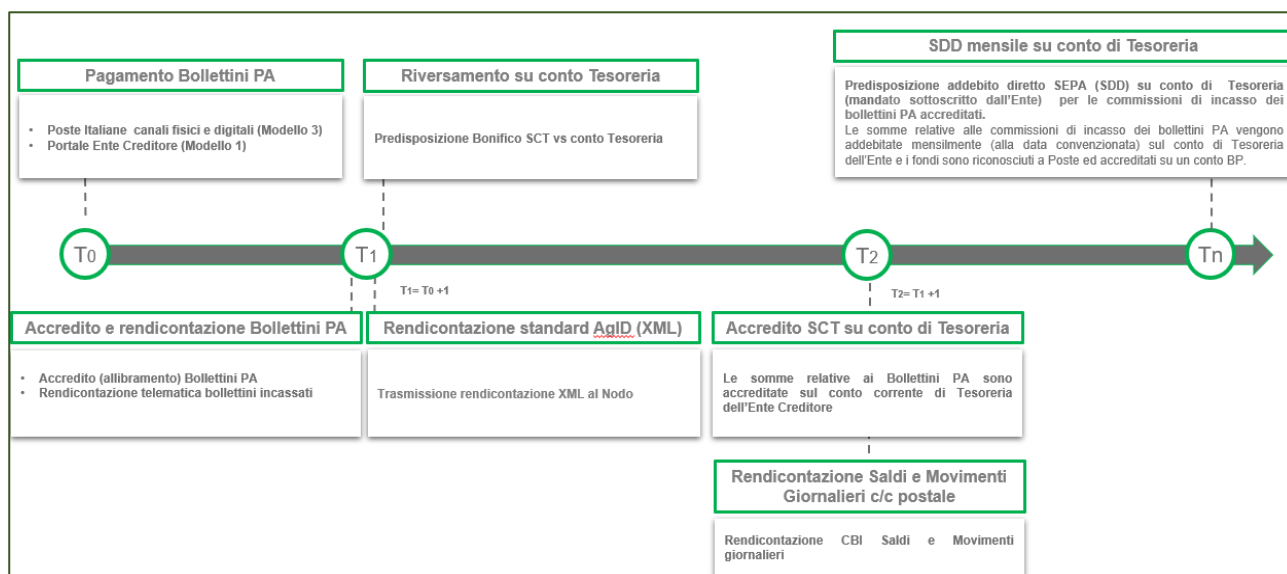 SDD mensile su conto di Tesoreria
Pagamento Bollettini PA
Riversamento su conto Tesoreria
Predisposizione addebito diretto SEPA (SDD) su conto di Tesoreria
(mandato sottoscritto dall'Ente) per le commissioni di incasso dei
bollettini PA accreditati.
Le somme relative alle commissioni di incasso dei bollettini PA vengono
addebitate mensilmente (alla data convenzionata) sul conto di Tesoreria
dell'Ente e i fondi sono riconosciuti a Poste ed accreditati su un conto BP.
• Poste Italiane canali fisici e digitali (Modello 3)
• Portale Ente Creditore (Modello 1)
Predisposizione Bonifico SCT vs conto Tesoreria
T0
T1
T2
Tn
T1= T0 +1
T2= T1 +1
Accredito e rendicontazione Bollettini PA
Rendicontazione standard AgID (XML)
Accredito SCT su conto di Tesoreria
• Accredito (allibramento) Bollettini PA
• Rendicontazione telematica bollettini incassati
Trasmissione rendicontazione XML al Nodo
Le somme relative ai Bollettini PA sono
accreditate sul conto corrente di Tesoreria
dell'Ente Creditore
Rendicontazione Saldi e Movimenti
Giornalieri c/c postale
Rendicontazione CBI Saldi e Movimenti
giornalieri